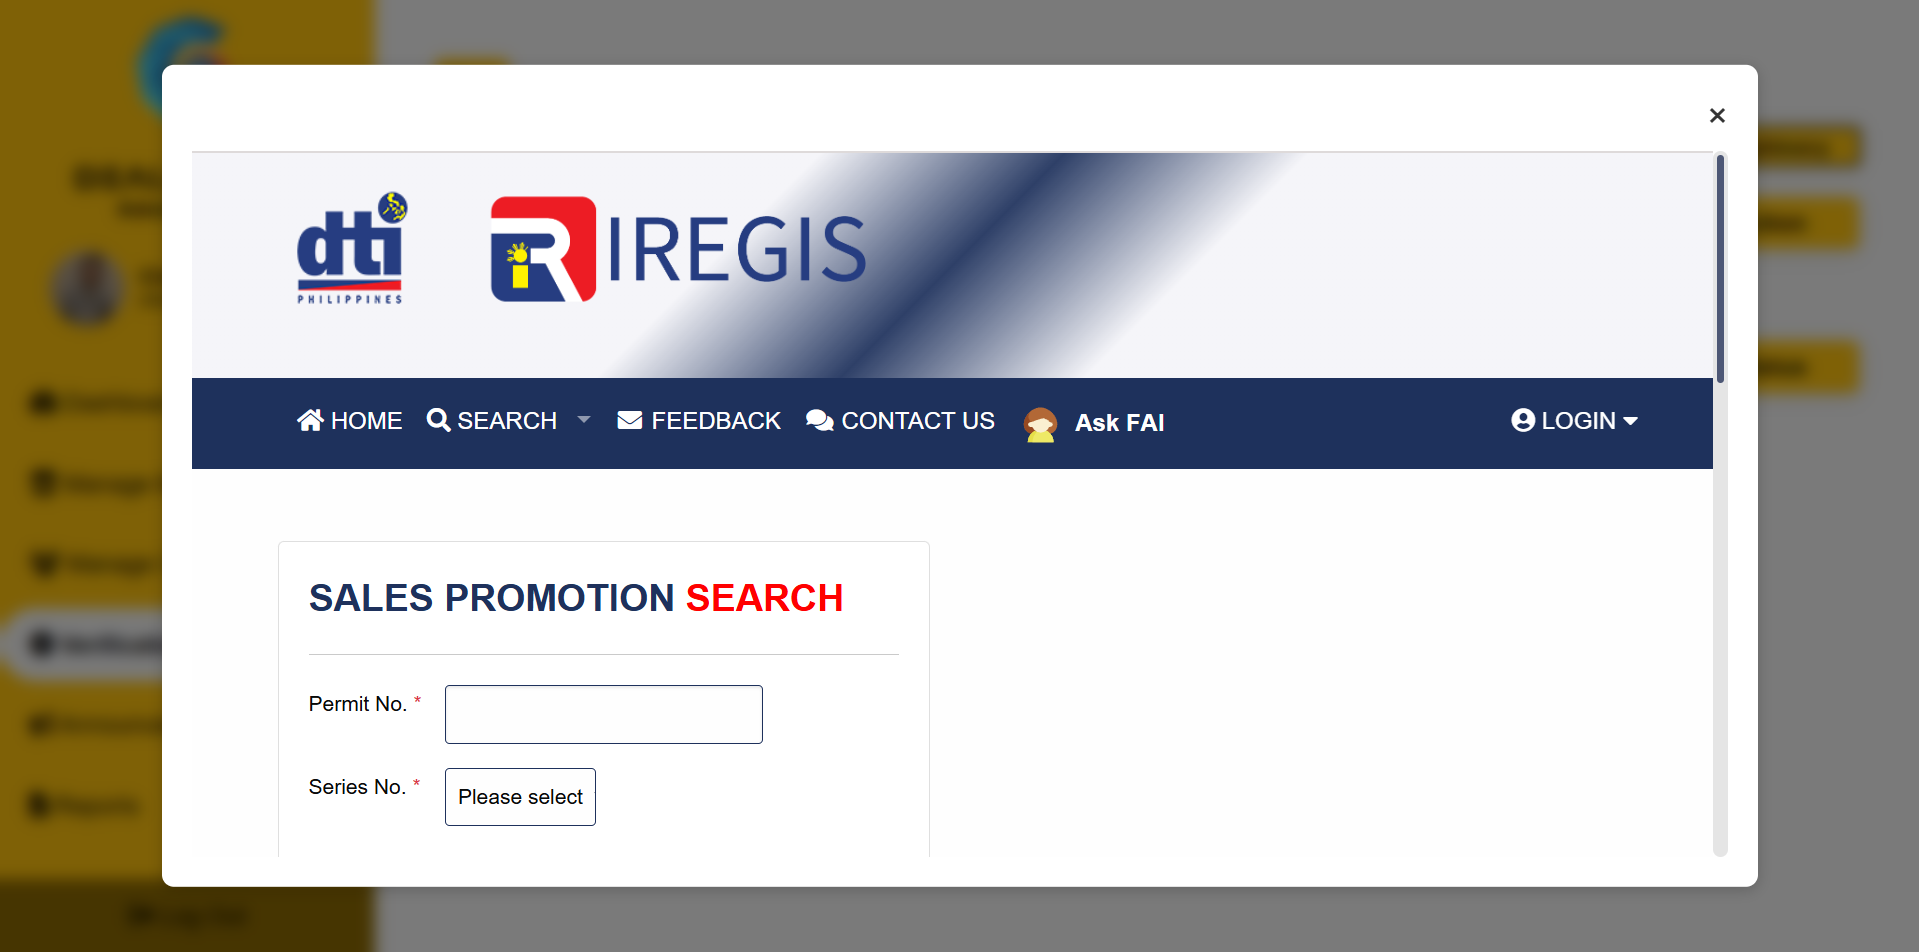 ×
dti
PHILIPPINES
IREGIS
HOME SEARCH FEEDBACK CONTACT US Ask FAI LOGIN
SALES PROMOTION SEARCH
Permit No. *
Series No. * Please select